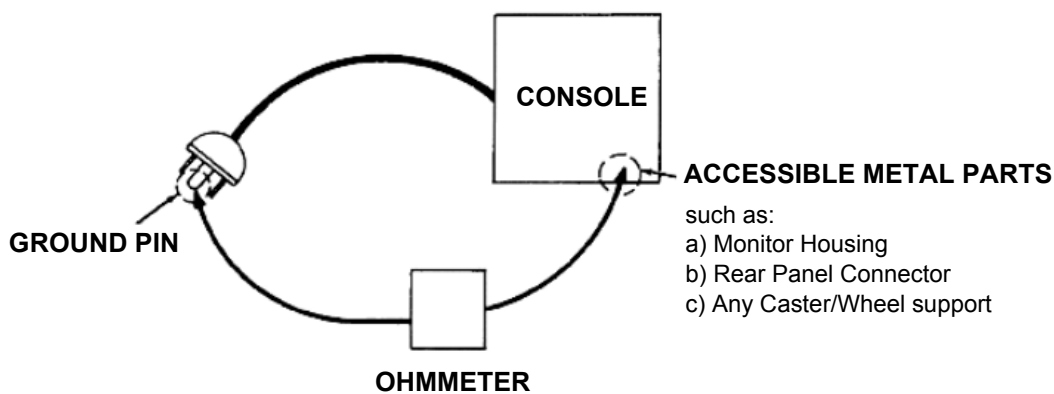 CONSOLE
ACCESSIBLE METAL PARTS
such as:
a) Monitor Housing
b) Rear Panel Connector
c) Any Caster/Wheel support
GROUND PIN
OHMMETER